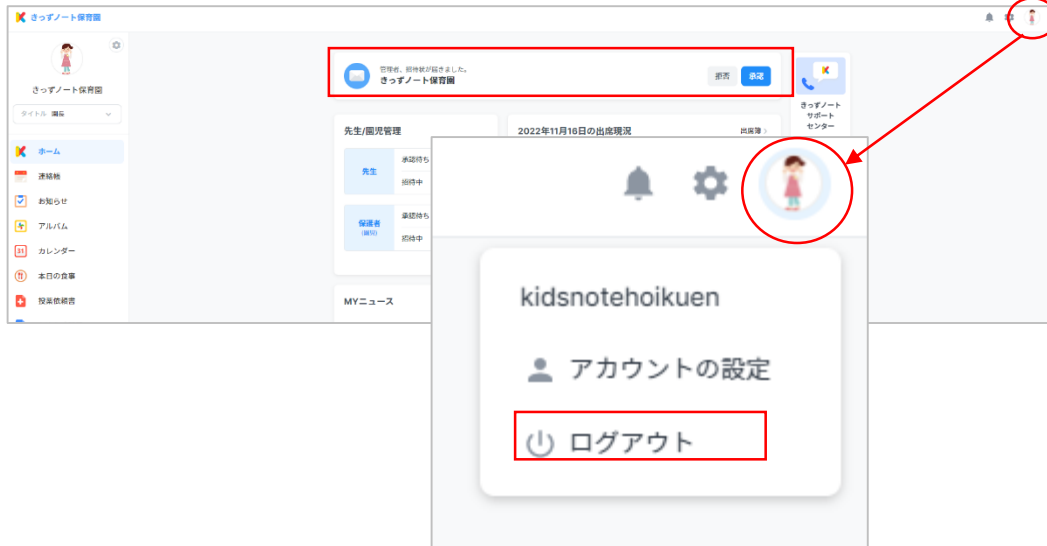 きっずノート保育園
きっずノート保育園
タイトル 園長
ホーム
連絡帳
お知らせ
アルバム
31 カレンダー
本日の食事
投薬依頼書
管理者、招待状が届きました。
きっずノート保育園
拒否
承認
きっずノート
サポート
センター
先生/園児管理
先生
承認待ち
招待中
保護者
(園児)
承認待ち
招待中
2022年11月16日の出席現況
出席簿
MYニュース
kidsnotehoikuen
アカウントの設定
ログアウト